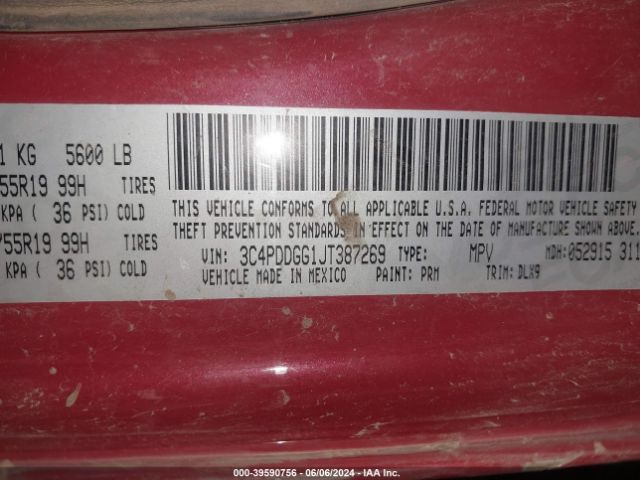 1 KG 5600 LB
55R19 99H TIRES
KPA ( 36 PSI) COLD
/55R19 99H TIRES
KPA ( 36 PSI) COLD
THIS VEHICLE CONFORMS TO ALL APPLICABLE U.S.A. FEDERAL MOTOR VEHICLE SAFETY
THEFT PREVENTION STANDARDS IN EFFECT ON THE DATE OF MANUFACTURE SHOWN ABOVE.
VIN: 3C4PDDGG1JT387269 TYPE: MPV MDH: 052915 311
VEHICLE MADE IN MEXICO PAINT: PRM TRIM: DLX9
000-39590756 - 06/06/2024 - IAA Inc.